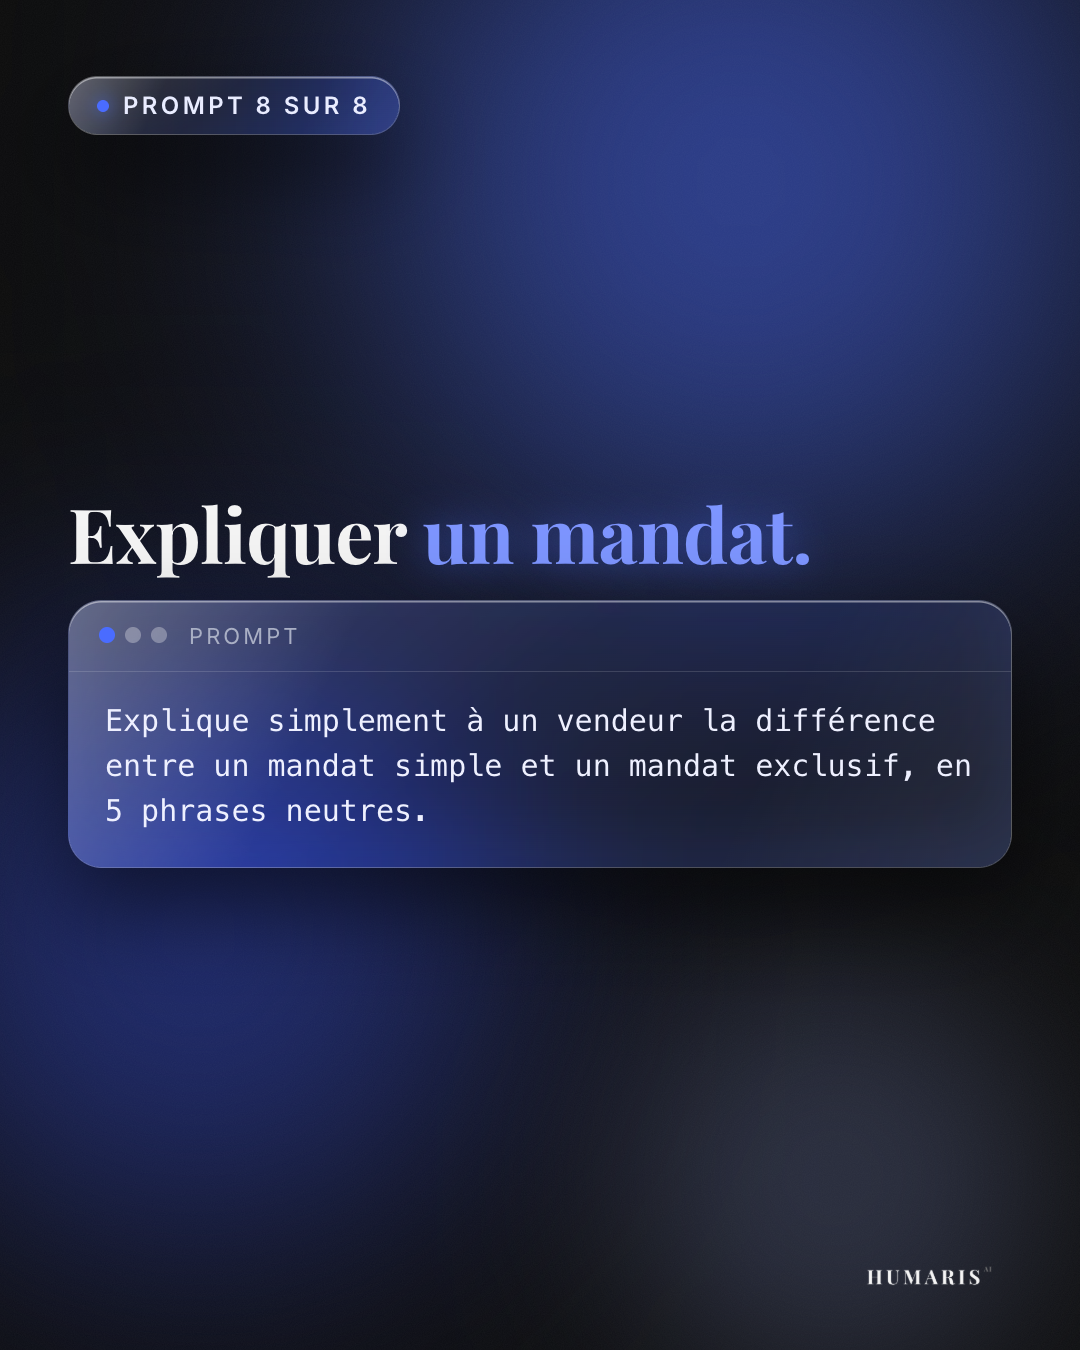 PROMPT 8 SUR 8
Expliquer un mandat.
PROMPT
Explique simplement à un vendeur la différence
entre un mandat simple et un mandat exclusif, en
5 phrases neutres.
HUMARIS AI